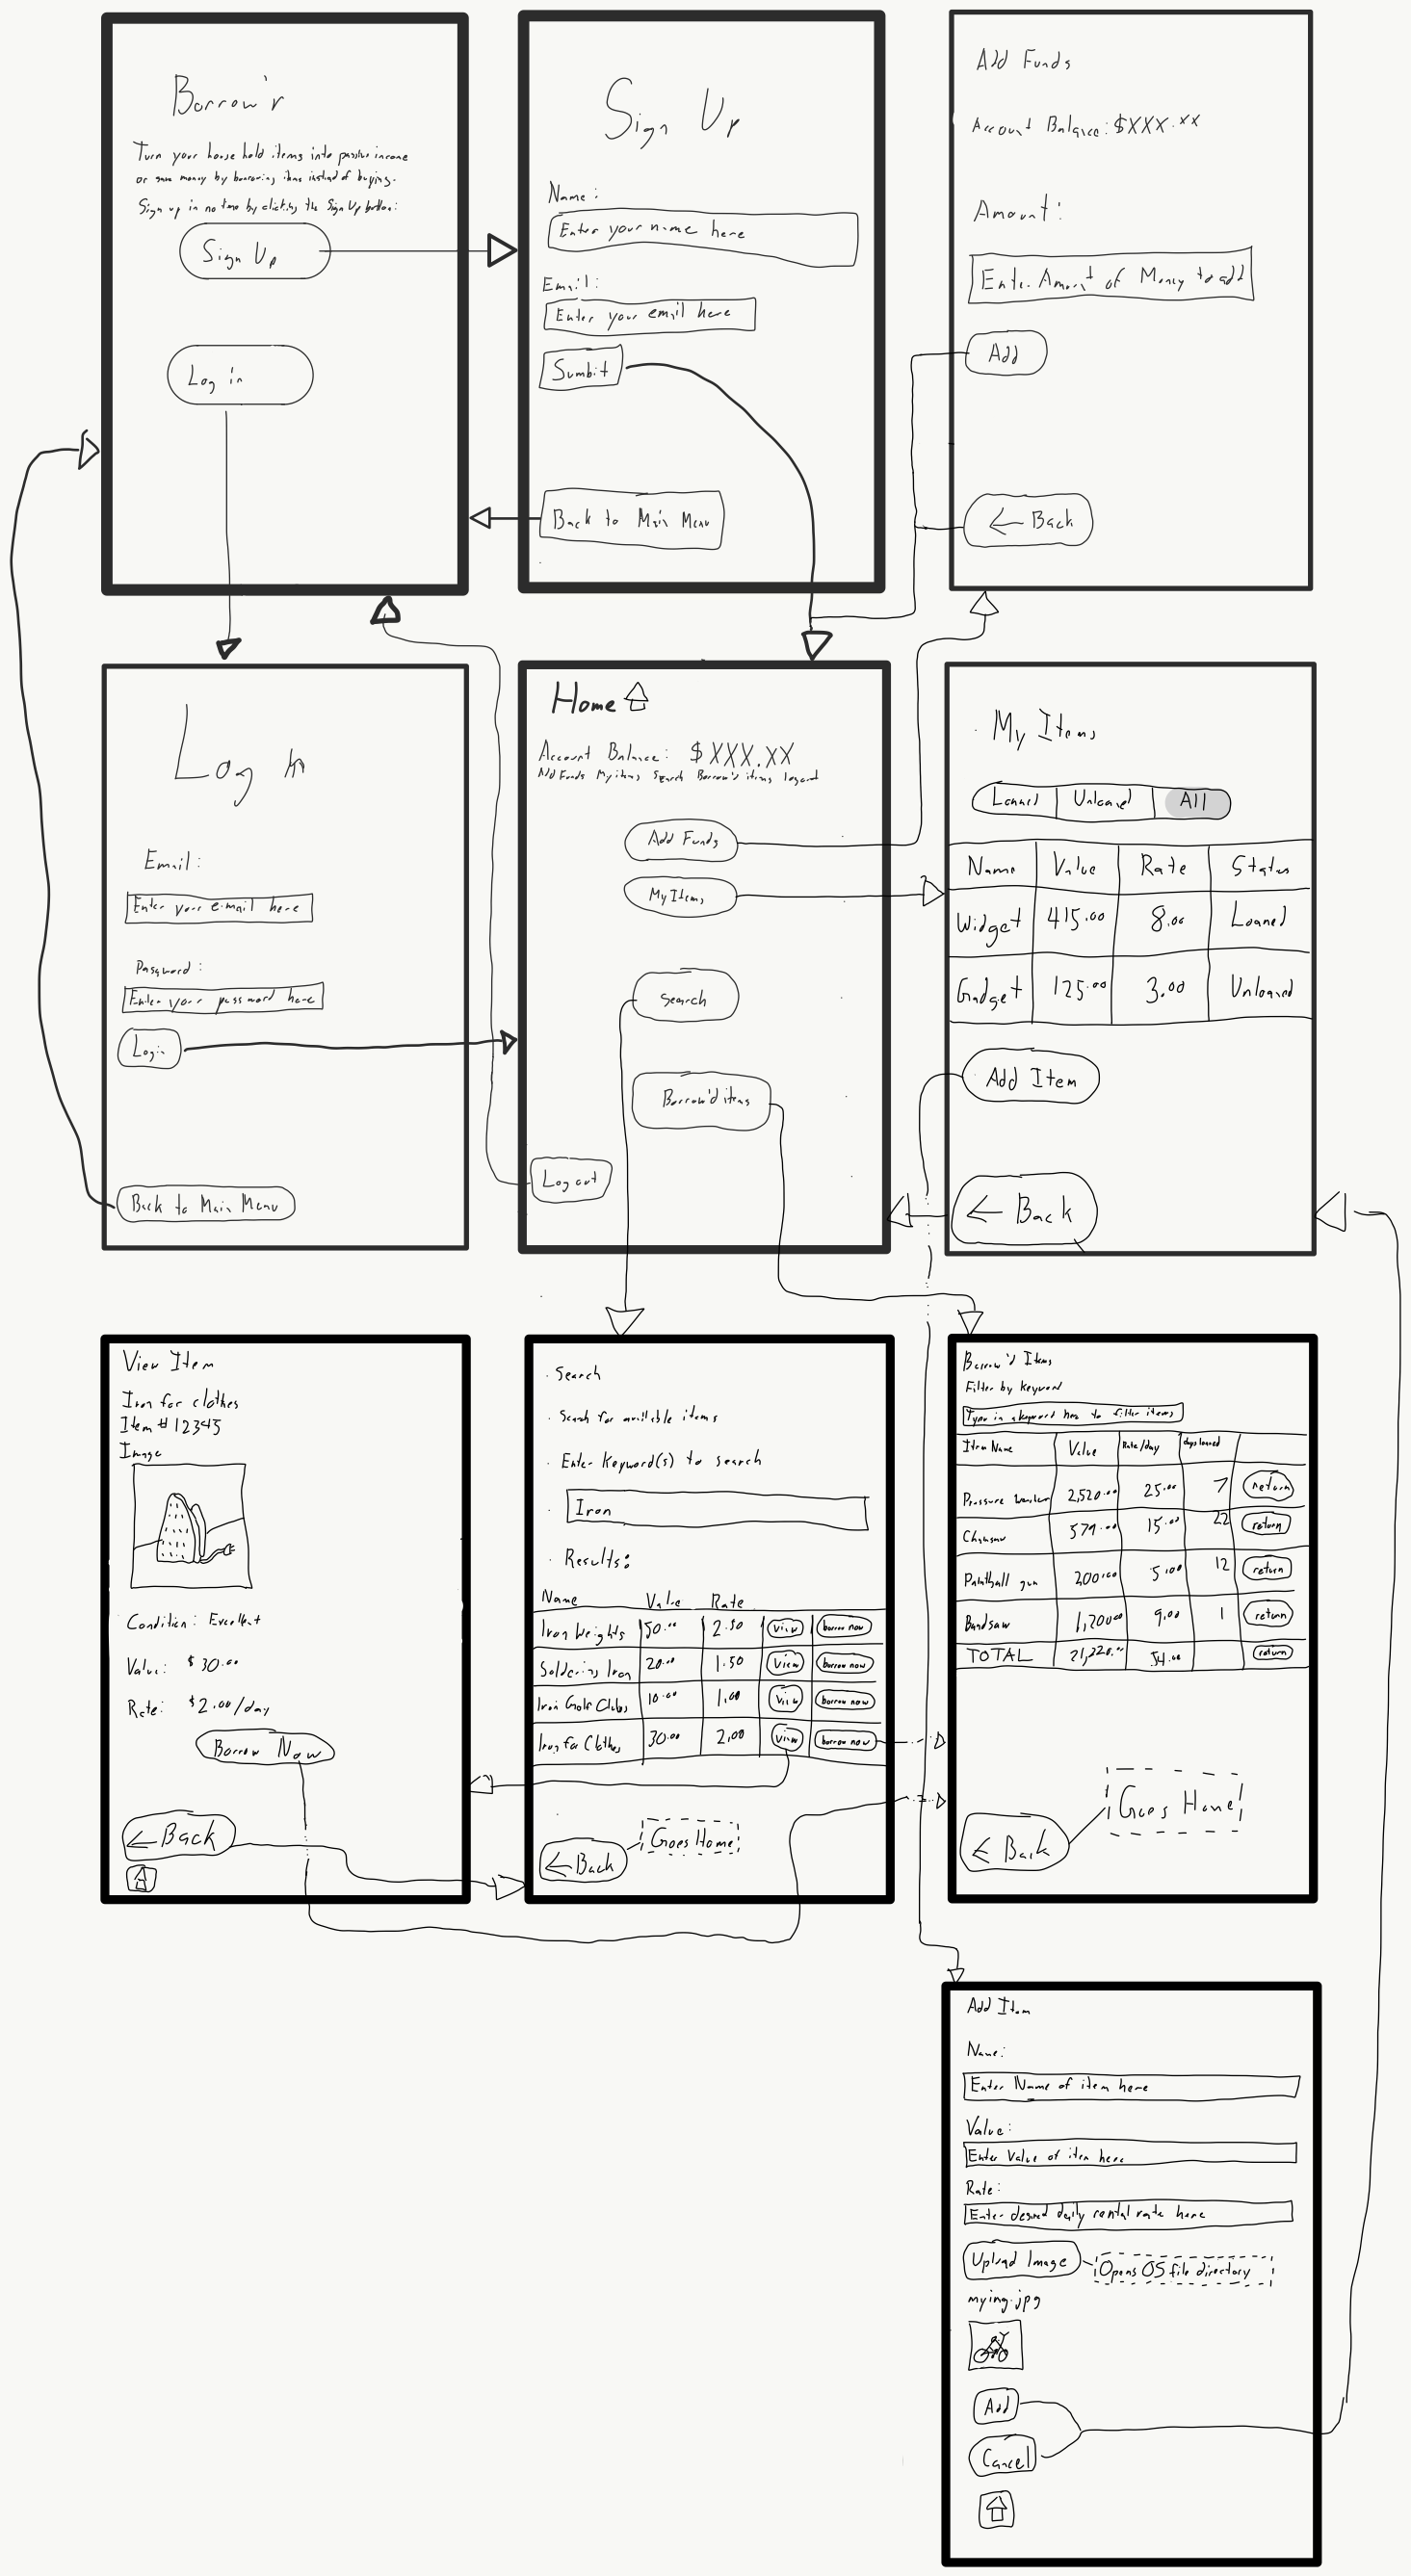 Borrow'r
Turn your house hold items into passive income
or save money by borrowing items instead of buying.
Sign up in no time by clicking the Sign Up button:
Sign Up
Log in
Sign Up
Name:
Enter your name here
Email:
Enter your email here
Sumbit
Back to Main Menu
Add Funds
Account Balance: $XXX.XX
Amount:
Enter Amount of Money to add
Add
← Back
Log In
Email:
Enter your email here
Password:
Enter your password here
Login
Back to Main Menu
Home
Account Balance: $XXX.XX
Add Funds My items Search Borrow'd items logout
Add Funds
My Items
Search
Borrow'd items
Log out
My Items
Loaned Unloaned All
Name Value Rate Status
Widget 415.00 8.00 Loaned
Gadget 125.00 3.00 Unloaned
Add Item
← Back
View Item
Iron for clothes
Item # 12345
Image
Condition: Excellent
Value: $30.00
Rate: $2.00/day
Borrow Now
← Back
Search
Search for available items
Enter Keyword(s) to search
Iron
Results:
Name Value Rate
Iron Weights 50.00 2.50 view borrow now
Soldering Iron 20.00 1.50 view borrow now
Iron Golf Clubs 10.00 1.00 view borrow now
Iron for Clothes 30.00 2.00 view borrow now
← Back
Goes Home
Borrow'd Items
Filter by keyword
Type in a keyword here to filter items
Item Name Value Rate/day days loaned
Pressure washer 2,520.00 25.00 7 return
Chainsaw 579.00 15.00 22 return
Paintball gun 200.00 5.00 12 return
Bandsaw 1,200.00 9.00 1 return
TOTAL 21,220.00 54.00 return
Goes Home
← Back
Add Item
Name:
Enter Name of item here
Value:
Enter Value of item here
Rate:
Enter desired daily rental rate here
Upload Image
Opens OS file directory
myimg.jpg
Add
Cancel